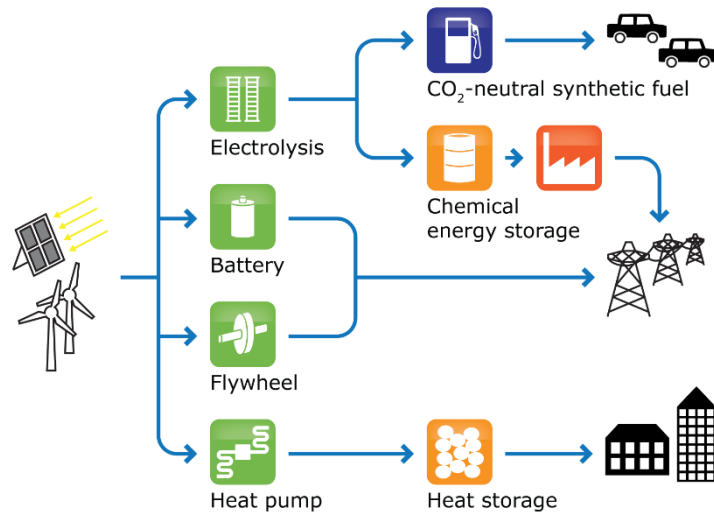 CO₂-neutral synthetic fuel
Electrolysis
Chemical
energy storage
Battery
Flywheel
Heat pump
Heat storage